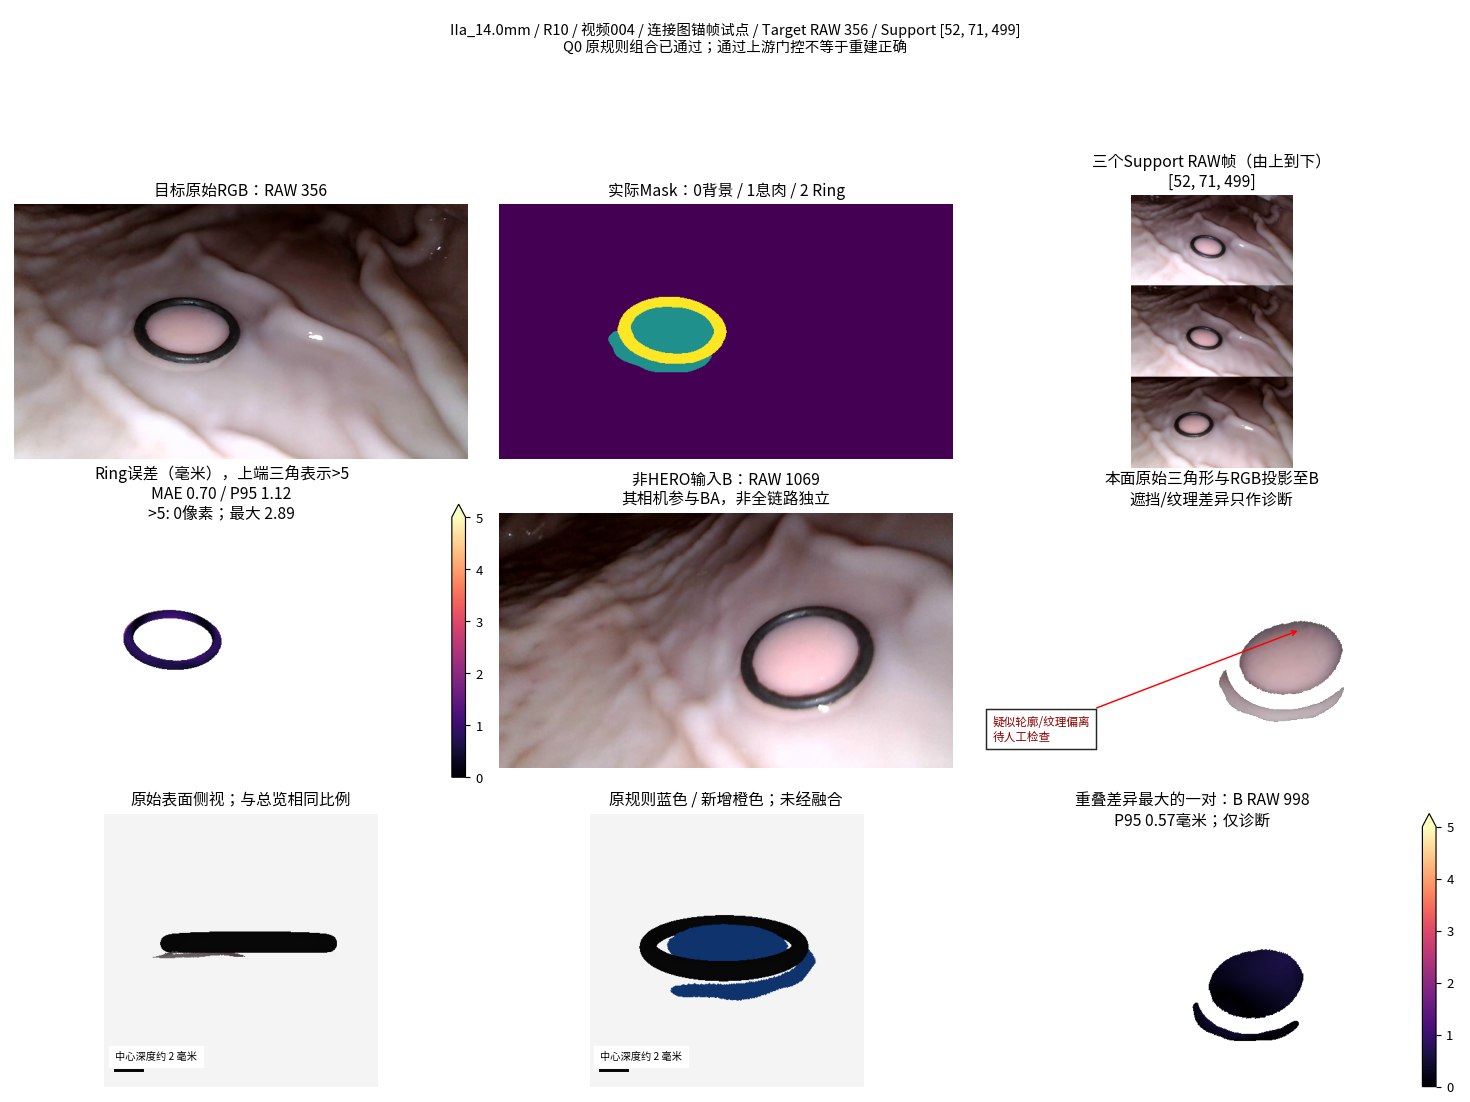 IIa_14.0mm / R10 / 视频004 / 连接图锚帧试点 / Target RAW 356 / Support [52, 71, 499]
Q0 原规则组合已通过；通过上游门控不等于重建正确
目标原始RGB：RAW 356
实际Mask：0背景 / 1息肉 / 2 Ring
三个Support RAW帧（由上到下）
[52, 71, 499]
Ring误差（毫米），上端三角表示>5
MAE 0.70 / P95 1.12
>5: 0像素；最大 2.89
5
4
3
2
1
0
非HERO输入B：RAW 1069
其相机参与BA，非全链路独立
本面原始三角形与RGB投影至B
遮挡/纹理差异只作诊断
疑似轮廓/纹理偏离
待人工检查
原始表面侧视；与总览相同比例
中心深度约 2 毫米
原规则蓝色 / 新增橙色；未经融合
中心深度约 2 毫米
重叠差异最大的一对：B RAW 998
P95 0.57毫米；仅诊断
5
4
3
2
1
0